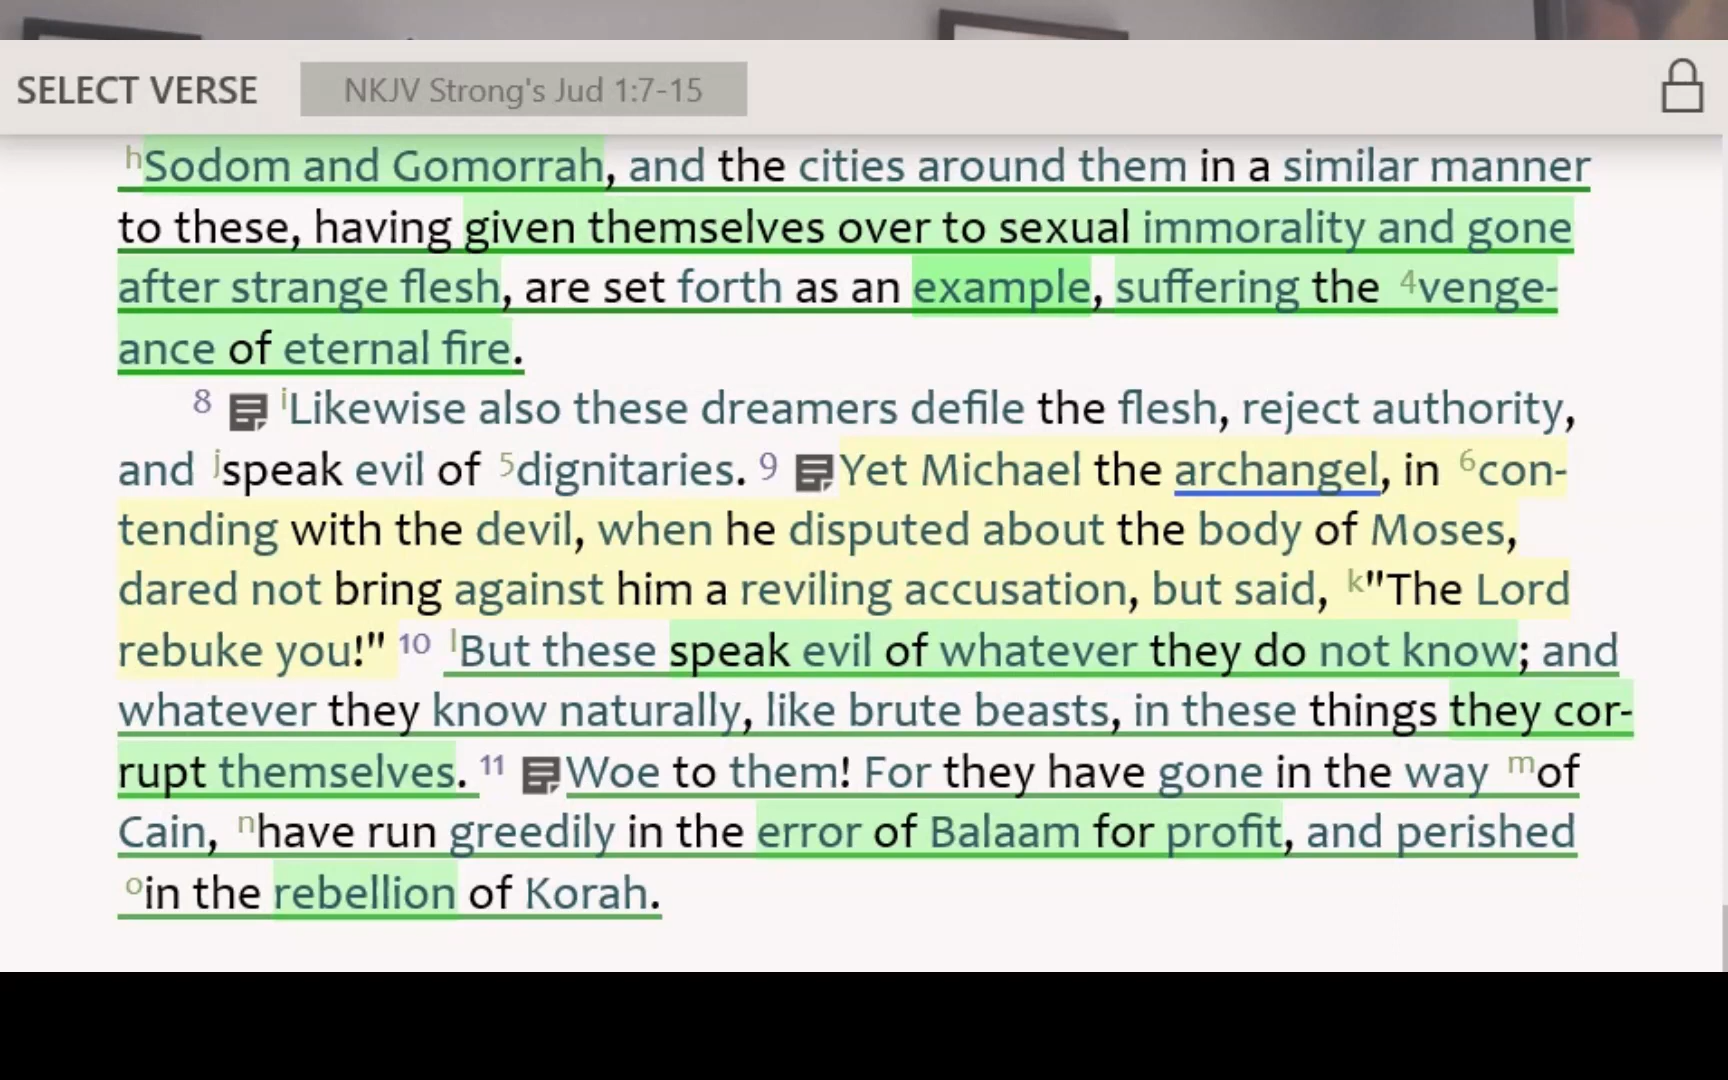 SELECT VERSE NKJV Strong's Jud 1:7-15
hSodom and Gomorrah, and the cities around them in a similar manner
to these, having given themselves over to sexual immorality and gone
after strange flesh, are set forth as an example, suffering the 4venge-
ance of eternal fire.
8 iLikewise also these dreamers defile the flesh, reject authority,
and jspeak evil of 5dignitaries. 9 Yet Michael the archangel, in 6con-
tending with the devil, when he disputed about the body of Moses,
dared not bring against him a reviling accusation, but said, k"The Lord
rebuke you!" 10 lBut these speak evil of whatever they do not know; and
whatever they know naturally, like brute beasts, in these things they cor-
rupt themselves. 11 Woe to them! For they have gone in the way mof
Cain, nhave run greedily in the error of Balaam for profit, and perished
oin the rebellion of Korah.